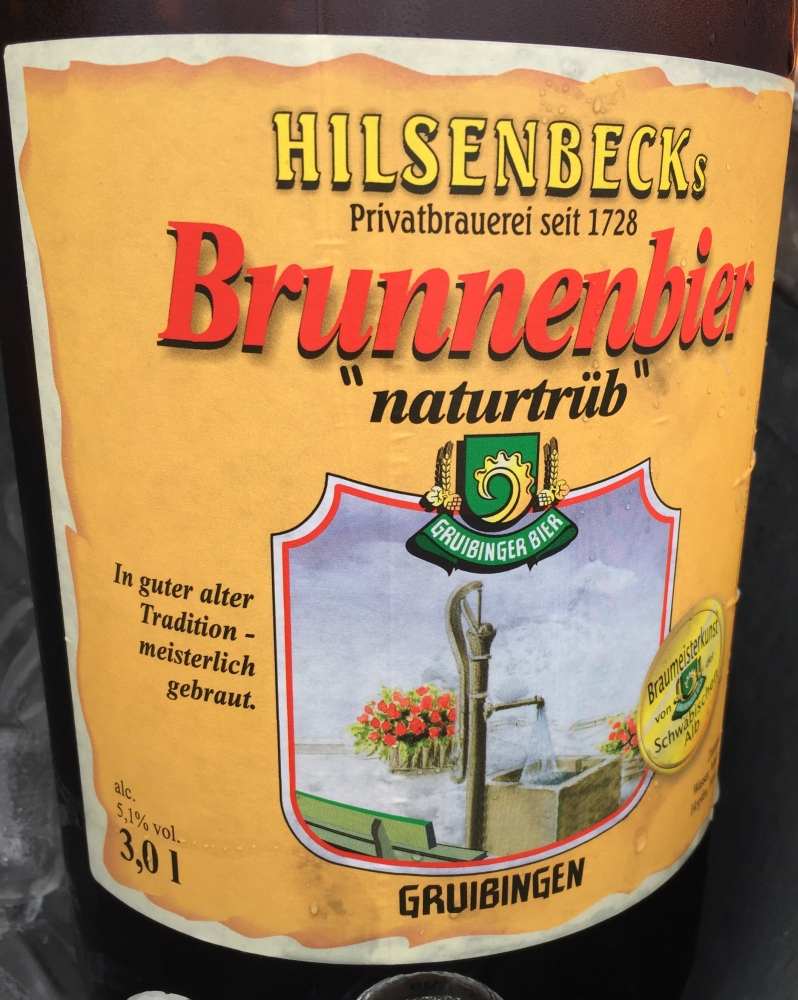 HILSENBECKs
Privatbrauerei seit 1728
Brunnenbier
"naturtrüb"
GRUIBINGER BIER
In guter alter
Tradition -
meisterlich
gebraut.
Braumeisterkunst
von der
Schwäbischen
Alb
alc.
5,1% vol.
3,0 l
GRUIBINGEN